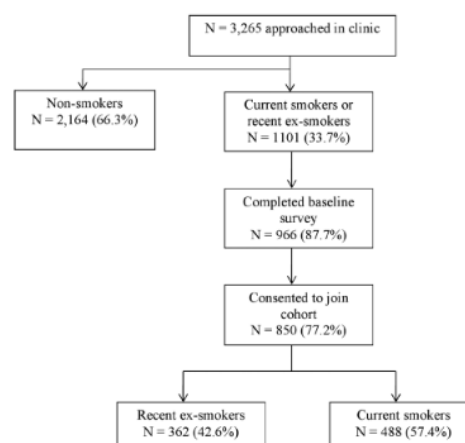 N = 3,265 approached in clinic
Non-smokers
N = 2,164 (66.3%)
Current smokers or
recent ex-smokers
N = 1101 (33.7%)
Completed baseline
survey
N = 966 (87.7%)
Consented to join
cohort
N = 850 (77.2%)
Recent ex-smokers
N = 362 (42.6%)
Current smokers
N = 488 (57.4%)